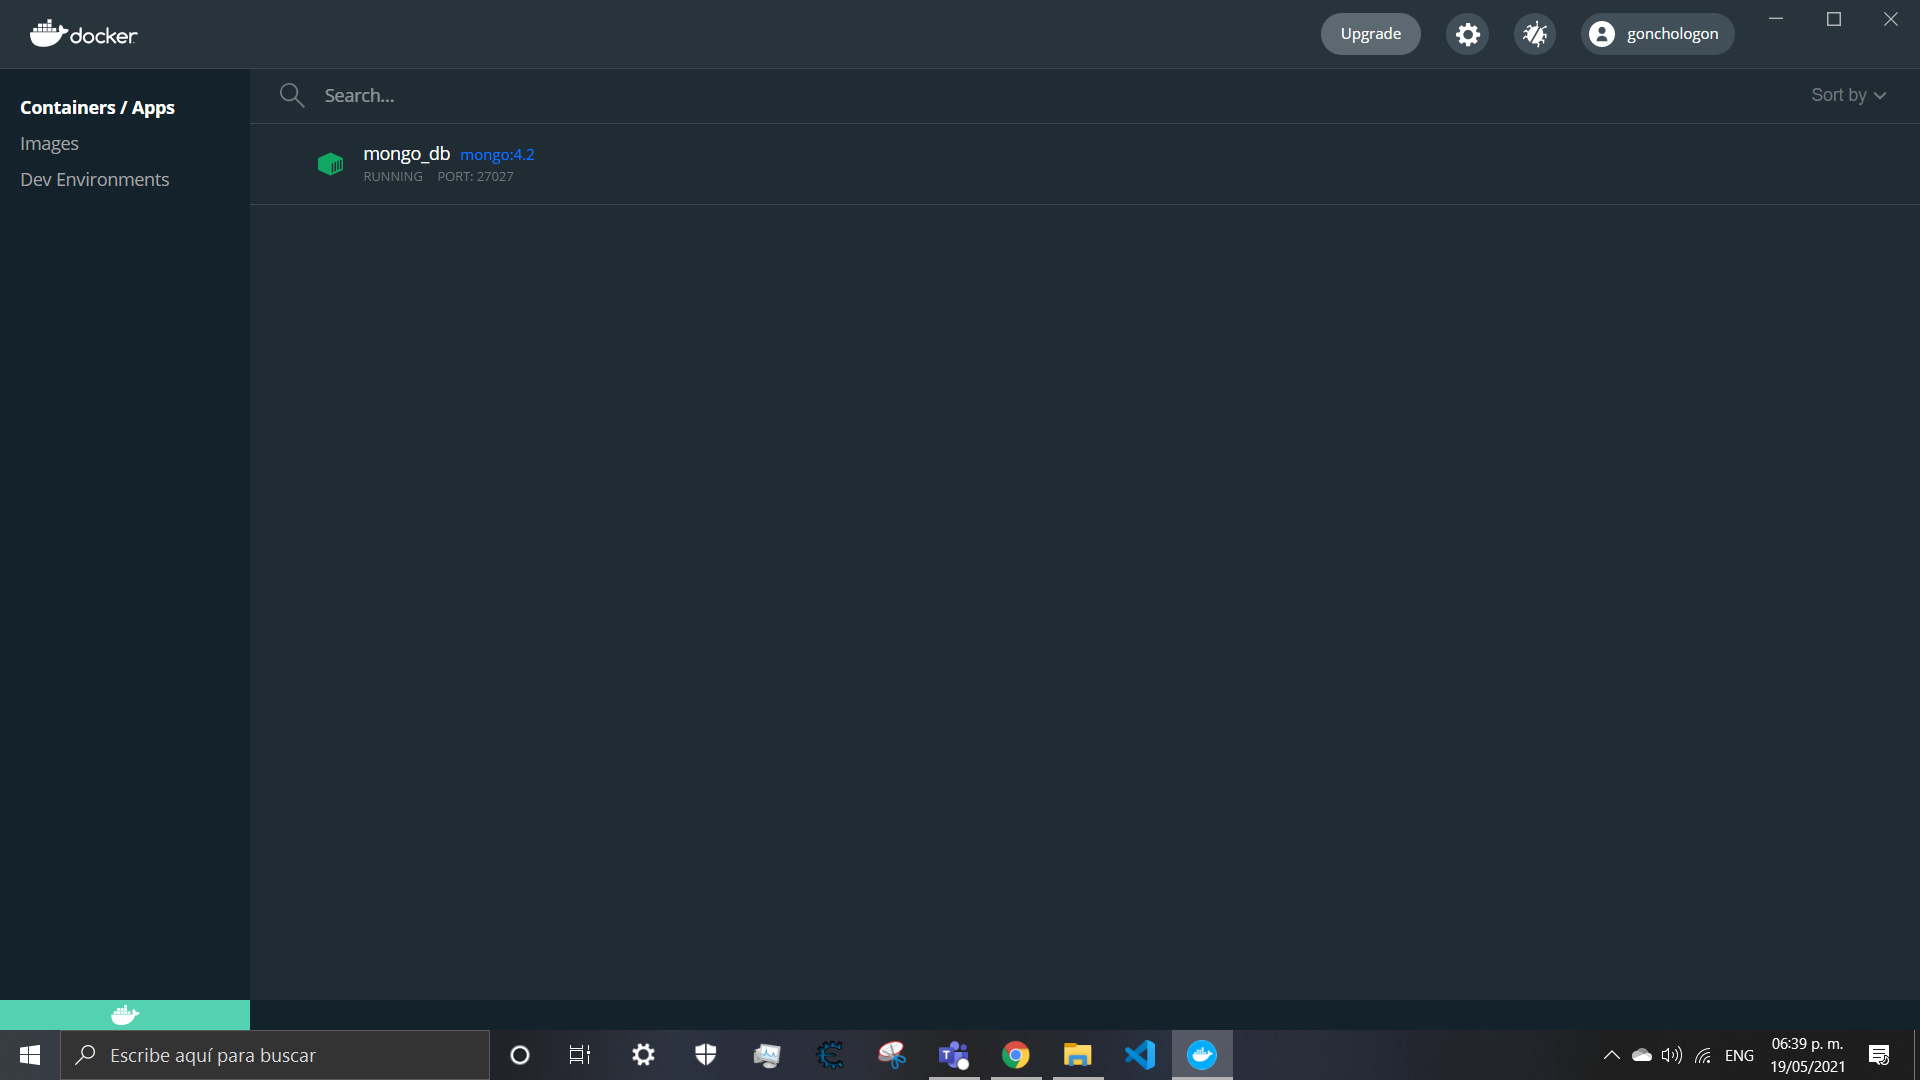 docker
Upgrade
gonchologon
Containers / Apps
Images
Dev Environments
Search...
Sort by
mongo_db mongo:4.2
RUNNING PORT: 27027
Escribe aquí para buscar
ENG
06:39 p. m.
19/05/2021